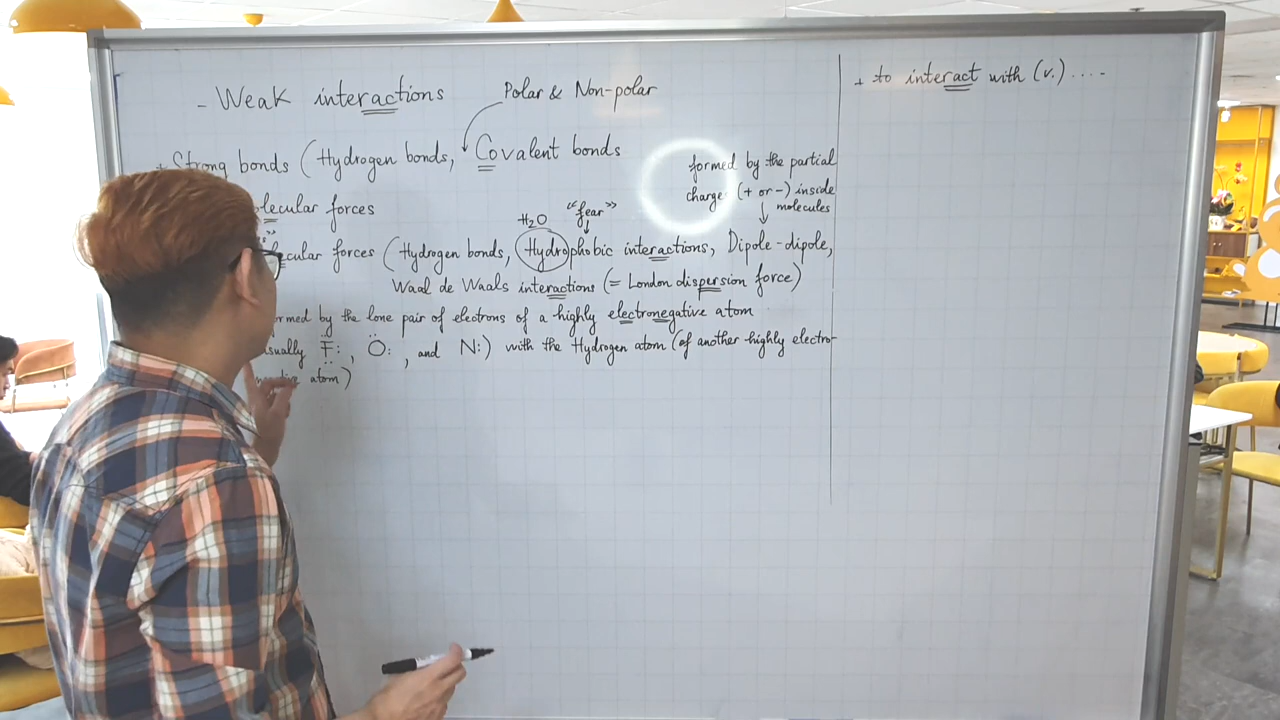 - Weak interactions
Polar & Non-polar
+ to interact with (v.) ....
+ Strong bonds (Hydrogen bonds, Covalent bonds
formed by the partial
charge (+ or -) inside
molecules
lecular forces
H₂O
"fear"
cular forces (Hydrogen bonds, Hydrophobic interactions, Dipole-dipole,
Waal de Waals interactions (= London dispersion force)
rmed by the lone pair of electrons of a highly electronegative atom
sually F:, O:, and N:) with the Hydrogen atom (of another highly electro-
negative atom)